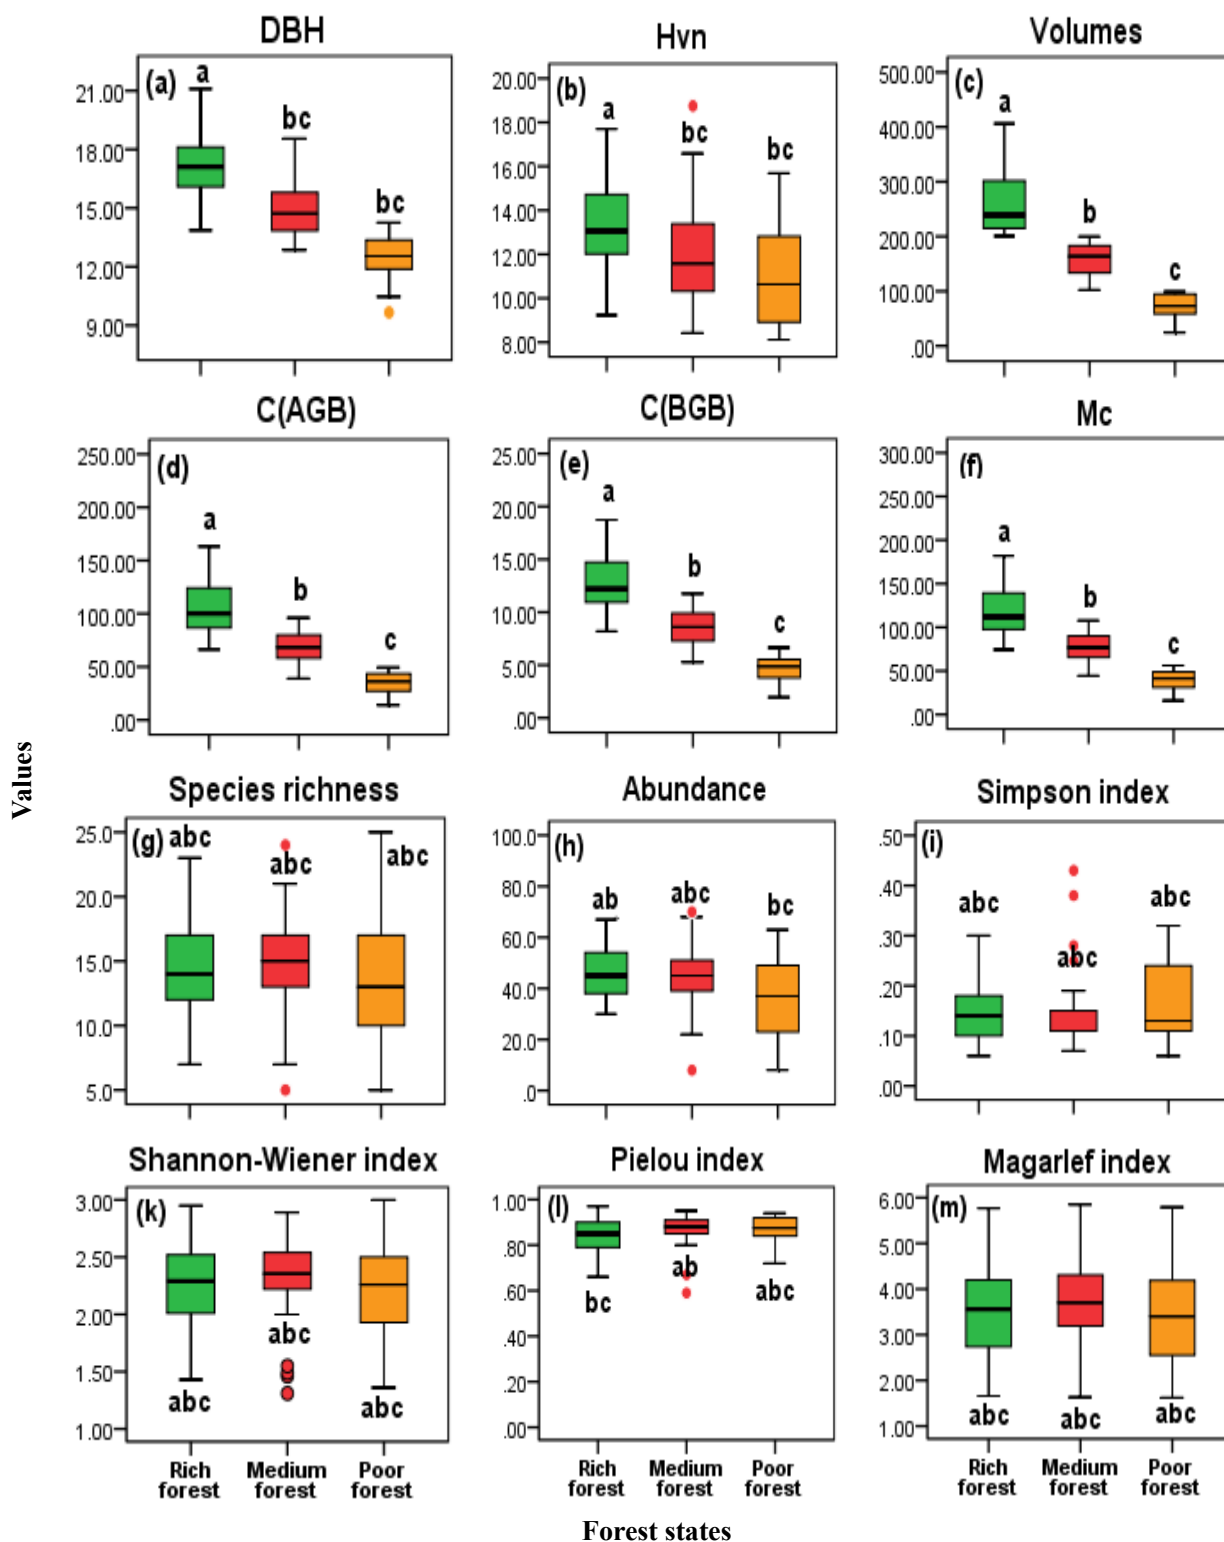 DBH
(a)
21.00
18.00
15.00
12.00
9.00
a
bc
bc
Hvn
(b)
20.00
18.00
16.00
14.00
12.00
10.00
8.00
a
bc
bc
Volumes
(c)
500.00
400.00
300.00
200.00
100.00
.00
a
b
c
C(AGB)
(d)
250.00
200.00
150.00
100.00
50.00
.00
a
b
c
C(BGB)
(e)
25.00
20.00
15.00
10.00
5.00
.00
a
b
c
Mc
(f)
300.00
250.00
200.00
150.00
100.00
50.00
.00
a
b
c
Values
Species richness
(g)
25.0
20.0
15.0
10.0
5.0
abc
abc
abc
Abundance
(h)
100.0
80.0
60.0
40.0
20.0
.0
ab
abc
bc
Simpson index
(i)
.50
.40
.30
.20
.10
.00
abc
abc
abc
Shannon-Wiener index
(k)
3.00
2.50
2.00
1.50
1.00
abc
abc
abc
Rich forest
Medium forest
Poor forest
Pielou index
(l)
1.00
.80
.60
.40
.20
.00
bc
ab
abc
Rich forest
Medium forest
Poor forest
Magarlef index
(m)
6.00
5.00
4.00
3.00
2.00
1.00
abc
abc
abc
Rich forest
Medium forest
Poor forest
Forest states